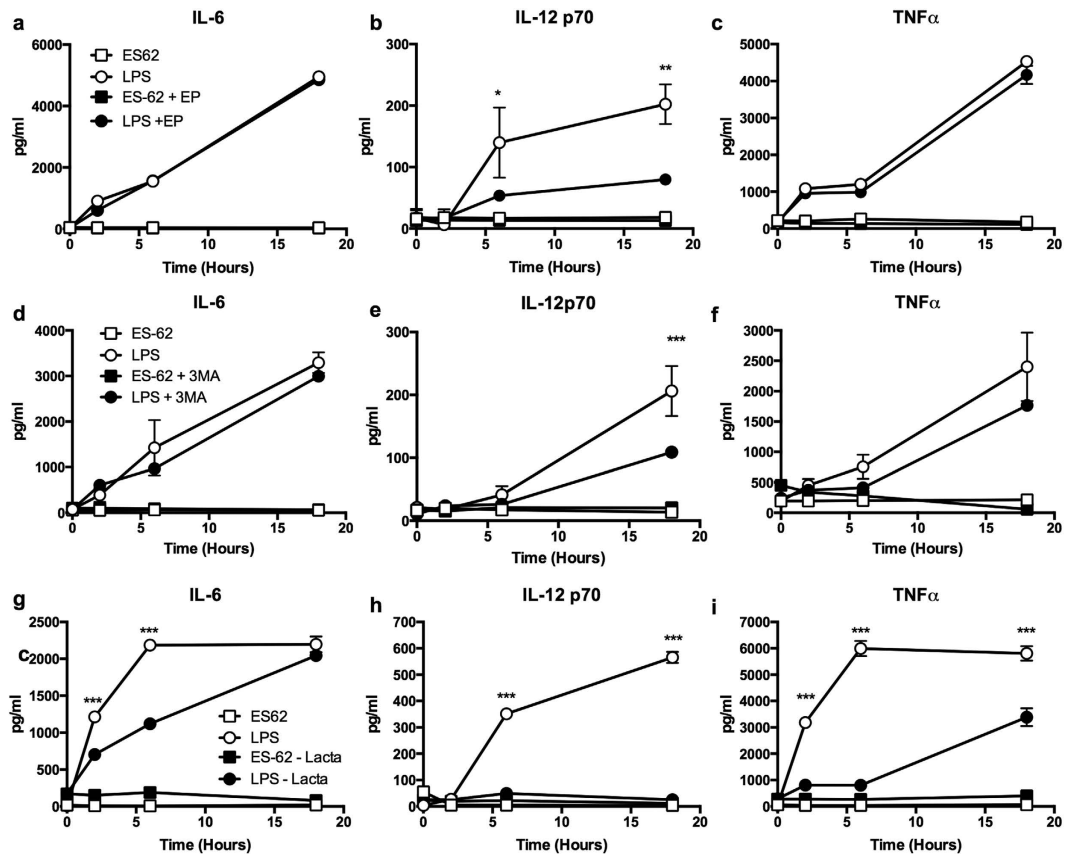 a
IL-6
6000
4000
2000
0
pg/ml
ES62
LPS
ES-62 + EP
LPS +EP
0 5 10 15 20
Time (Hours)
b
IL-12 p70
300
200
100
0
pg/ml
*
**
0 5 10 15 20
Time (Hours)
c
TNFα
5000
4000
3000
2000
1000
0
pg/ml
0 5 10 15 20
Time (Hours)
d
IL-6
4000
3000
2000
1000
0
pg/ml
ES-62
LPS
ES-62 + 3MA
LPS + 3MA
0 5 10 15 20
Time (Hours)
e
IL-12p70
300
200
100
0
pg/ml
***
0 5 10 15 20
Time (Hours)
f
TNFα
3000
2500
2000
1500
1000
500
0
pg/ml
0 5 10 15 20
Time (Hours)
g
IL-6
2500
2000
1500
1000
500
0
c
pg/ml
***
***
ES62
LPS
ES-62 - Lacta
LPS - Lacta
0 5 10 15 20
Time (Hours)
h
IL-12 p70
700
600
500
400
300
200
100
0
pg/ml
***
***
0 5 10 15 20
Time (Hours)
i
TNFα
7000
6000
5000
4000
3000
2000
1000
0
pg/ml
***
***
***
0 5 10 15 20
Time (Hours)